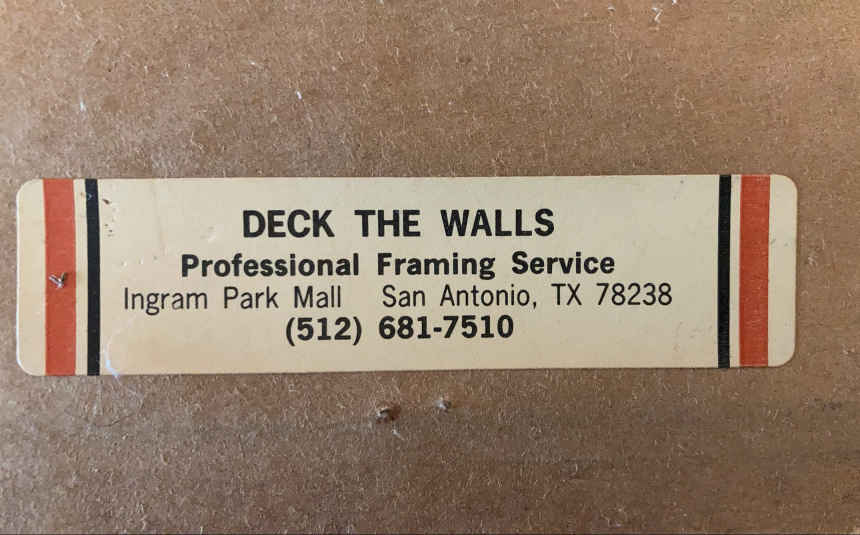 DECK THE WALLS
Professional Framing Service
Ingram Park Mall San Antonio, TX 78238
(512) 681-7510